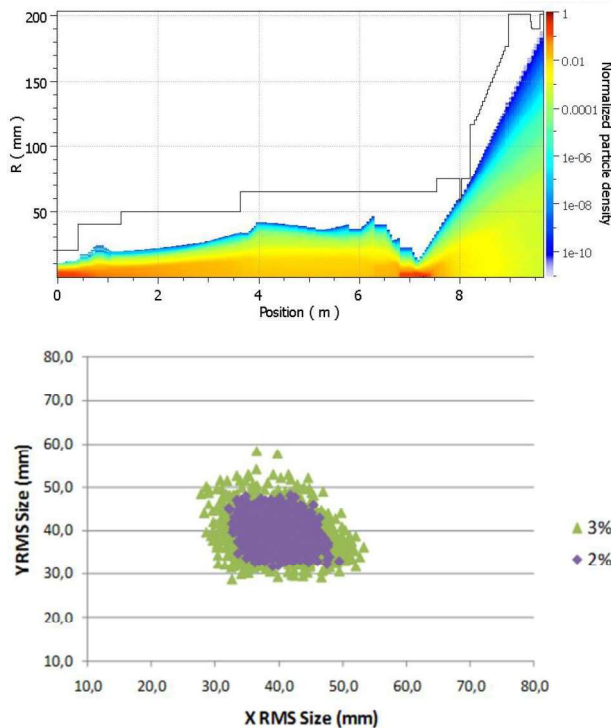 200
150
100
50
R ( mm )
0 2 4 6 8
Position ( m )
1
0.01
0.0001
1e-06
1e-08
1e-10
Normalized particle density
80,0
70,0
60,0
50,0
40,0
30,0
20,0
10,0
Y RMS Size (mm)
10,0 20,0 30,0 40,0 50,0 60,0 70,0 80,0
X RMS Size (mm)
3%
2%